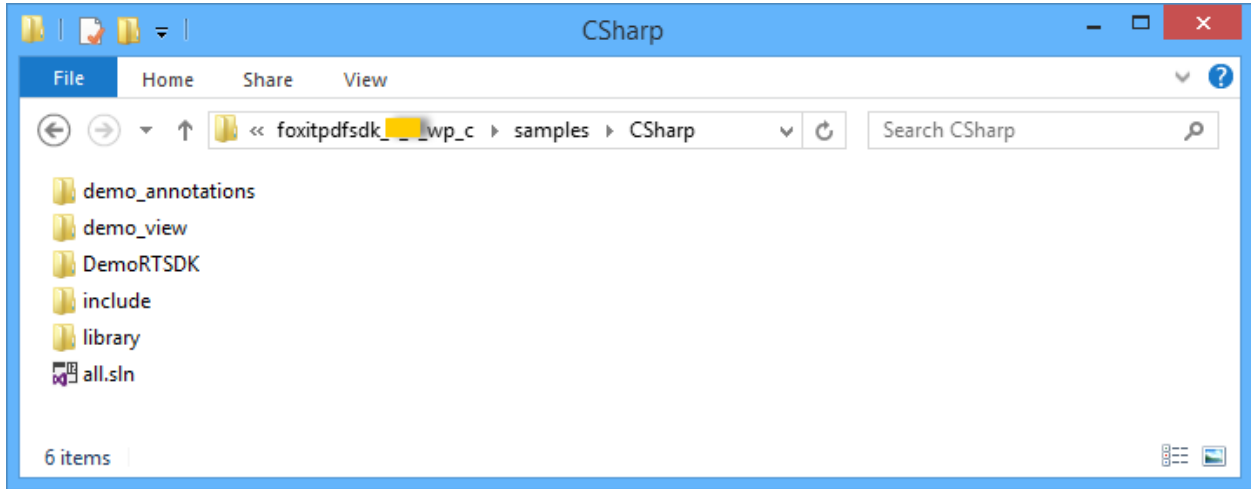 CSharp
File Home Share View
« foxitpdfsdk_ _ _wp_c ▸ samples ▸ CSharp Search CSharp
demo_annotations
demo_view
DemoRTSDK
include
library
all.sln
6 items